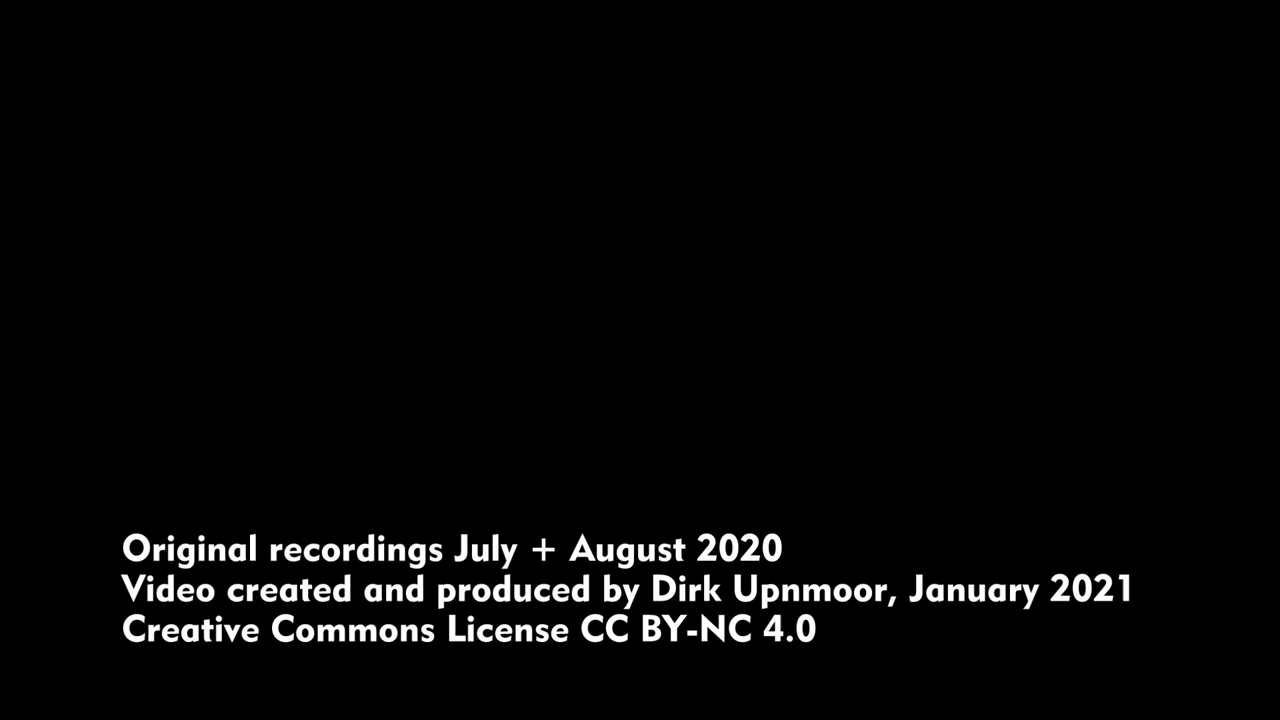 Original recordings July + August 2020
Video created and produced by Dirk Upnmoor, January 2021
Creative Commons License CC BY-NC 4.0